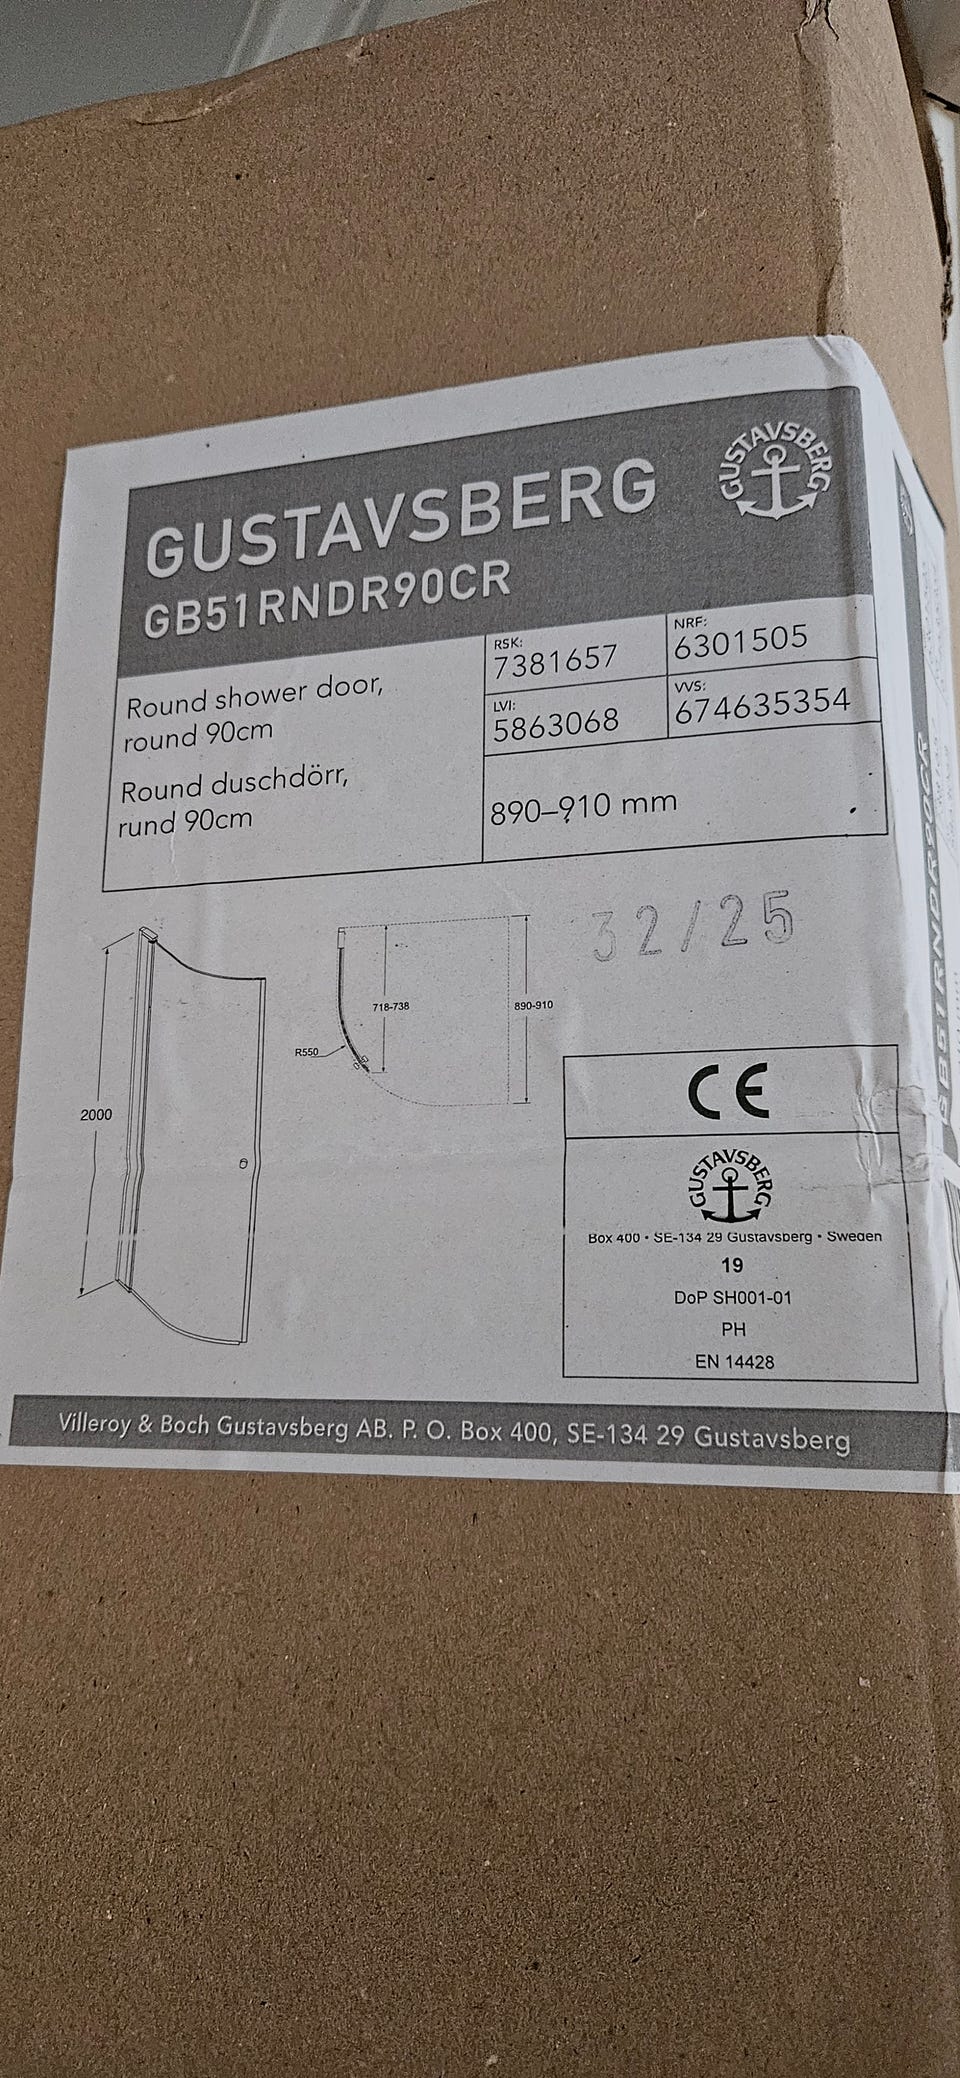 GUSTAVSBERG
GUSTAVSBERG
GB51RNDR90CR
Round shower door,
round 90cm
Round duschdörr,
rund 90cm
RSK:
7381657
NRF:
6301505
LVI:
5863068
VVS:
674635354
890–910 mm
32/25
718-738
890-910
R550
2000
CE
GUSTAVSBERG
Box 400 • SE-134 29 Gustavsberg • Sweden
19
DoP SH001-01
PH
EN 14428
Villeroy & Boch Gustavsberg AB. P. O. Box 400, SE-134 29 Gustavsberg
GB51RNDR90CR